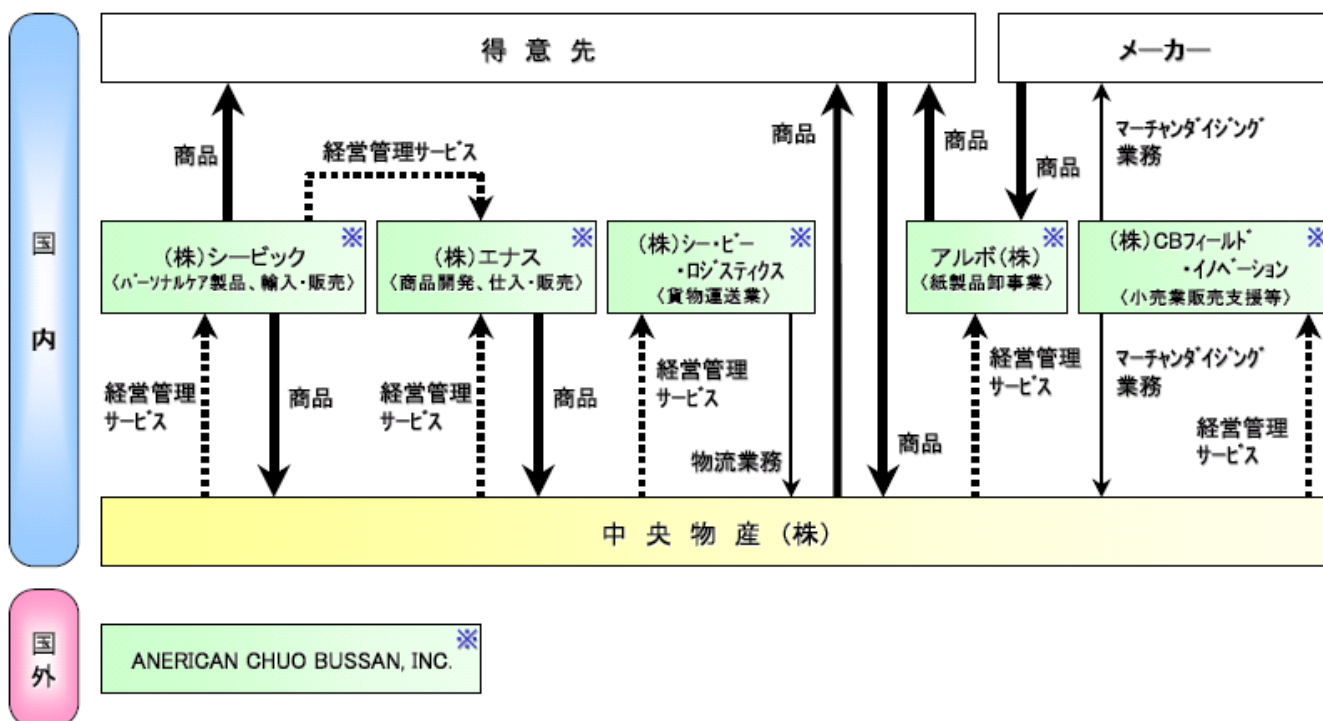 得意先
メーカー
商品
経営管理サービス
商品
商品
商品
マーチャンダイジング
業務
国内
(株)シービック
〈パーソナルケア製品、輸入・販売〉
※
(株)エナス
〈商品開発、仕入・販売〉
※
(株)シー・ビー
・ロジスティクス
〈貨物運送業〉
※
アルボ(株)
〈紙製品卸事業〉
※
(株)CBフィールド
・イノベーション
〈小売業販売支援等〉
※
経営管理
サービス
商品
経営管理
サービス
商品
経営管理
サービス
物流業務
商品
経営管理
サービス
マーチャンダイジング
業務
経営管理
サービス
中央物産(株)
国外
ANERICAN CHUO BUSSAN, INC.
※